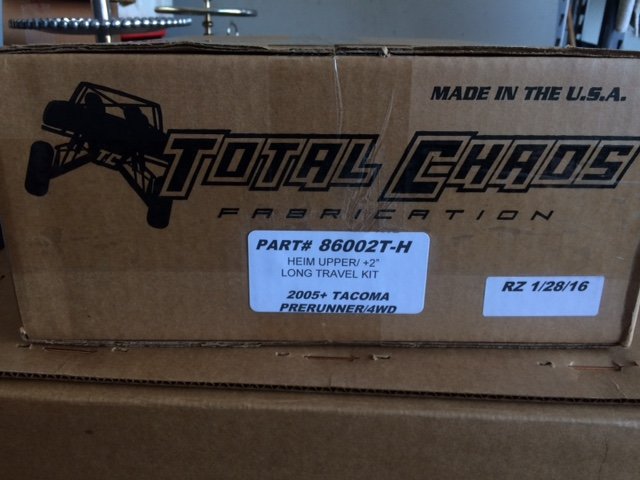 MADE IN THE U.S.A.
TC
TOTAL CHAOS
FABRICATION
PART# 86002T-H
HEIM UPPER/ +2"
LONG TRAVEL KIT
2005+ TACOMA
PRERUNNER/4WD
RZ 1/28/16